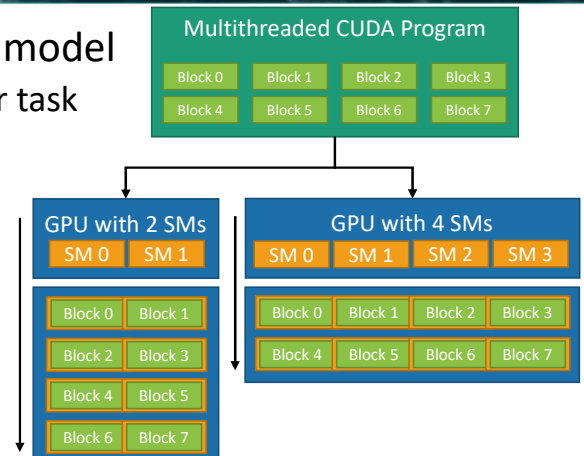 model
r task
Multithreaded CUDA Program
Block 0 Block 1 Block 2 Block 3
Block 4 Block 5 Block 6 Block 7
GPU with 2 SMs
SM 0 SM 1
Block 0 Block 1
Block 2 Block 3
Block 4 Block 5
Block 6 Block 7
GPU with 4 SMs
SM 0 SM 1 SM 2 SM 3
Block 0 Block 1 Block 2 Block 3
Block 4 Block 5 Block 6 Block 7